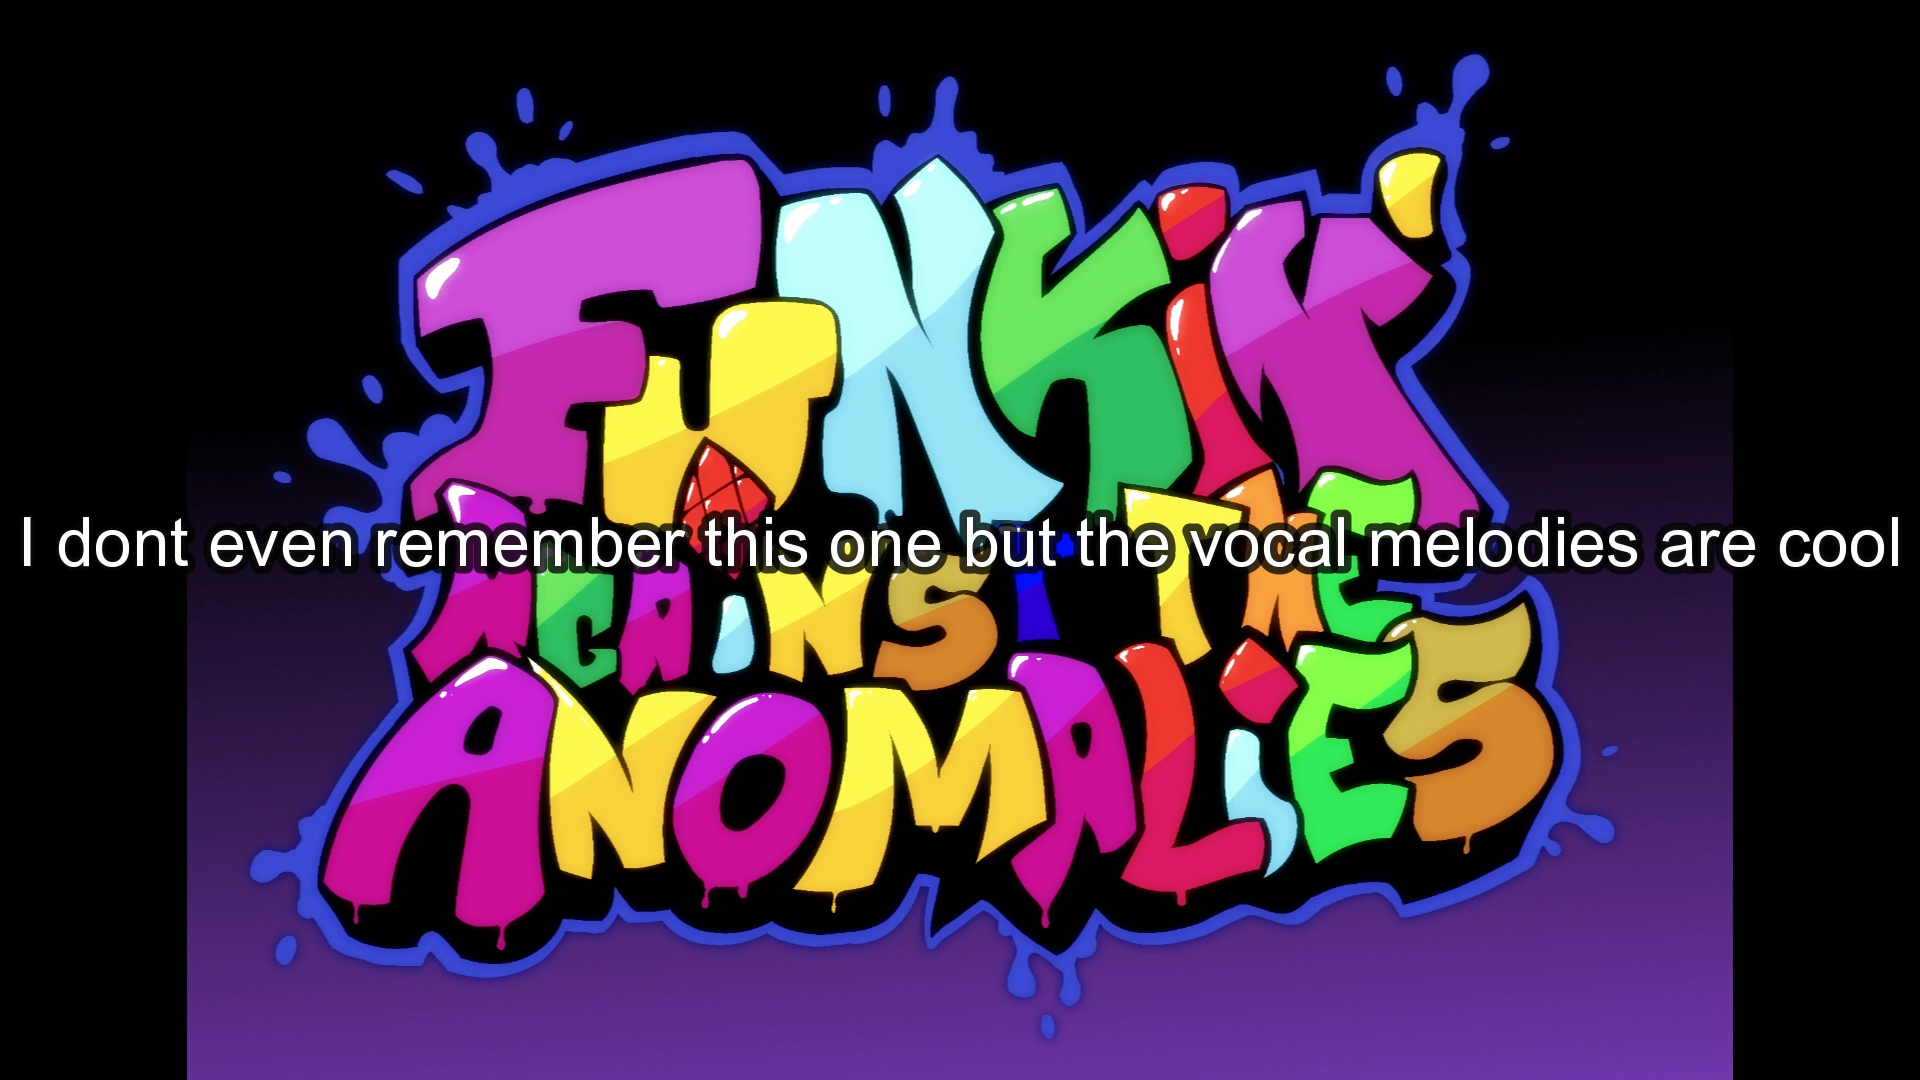 FUNKIN'
AGAINST THE
I dont even remember this one but the vocal melodies are cool
ANOMALIES